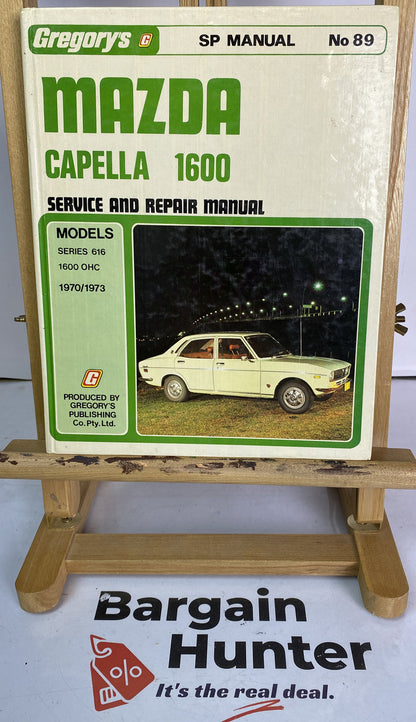 Gregory's G SP MANUAL No 89
MAZDA
CAPELLA 1600
SERVICE AND REPAIR MANUAL
MODELS
SERIES 616
1600 OHC
1970/1973
G
PRODUCED BY
GREGORY'S
PUBLISHING
Co. Pty. Ltd.
Bargain
Hunter
%
It's the real deal.